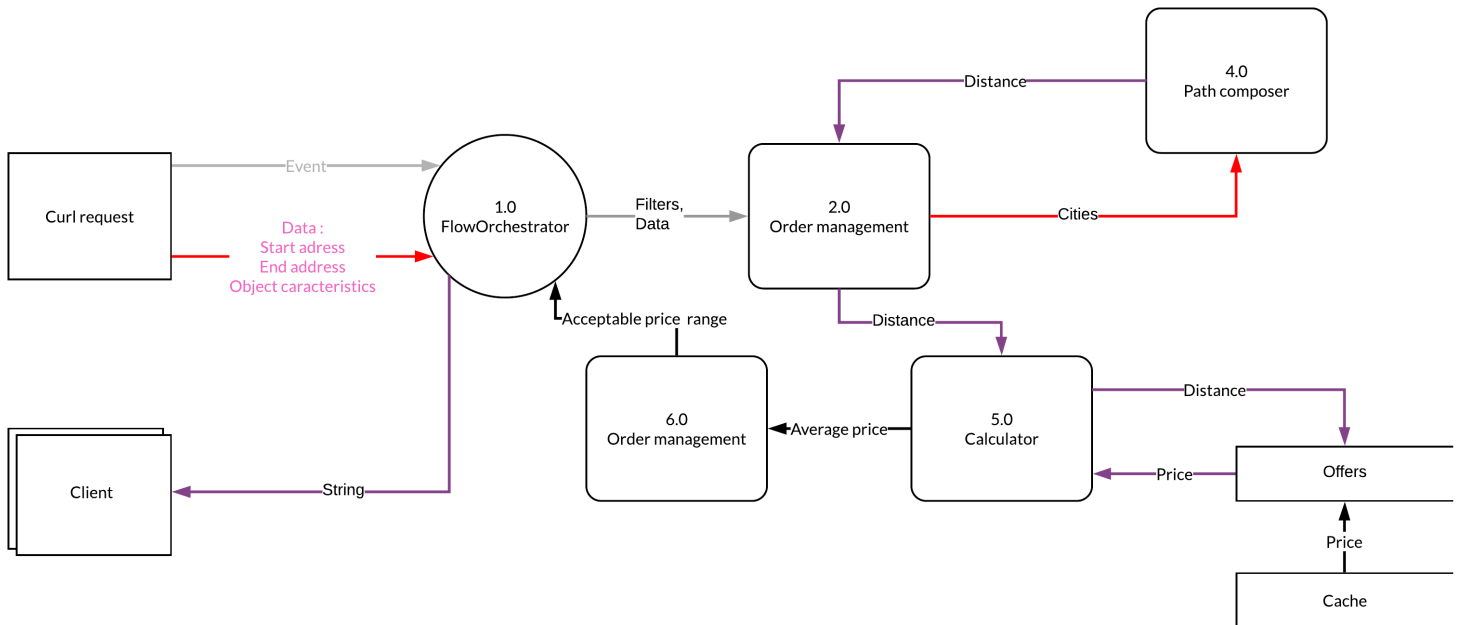 4.0
Path composer
Distance
Event
Curl request
1.0
FlowOrchestrator
Filters,
Data
2.0
Order management
Cities
Data :
Start adress
End address
Object caracteristics
Acceptable price range
Distance
6.0
Order management
Average price
5.0
Calculator
Distance
Offers
Price
Client
String
Price
Cache